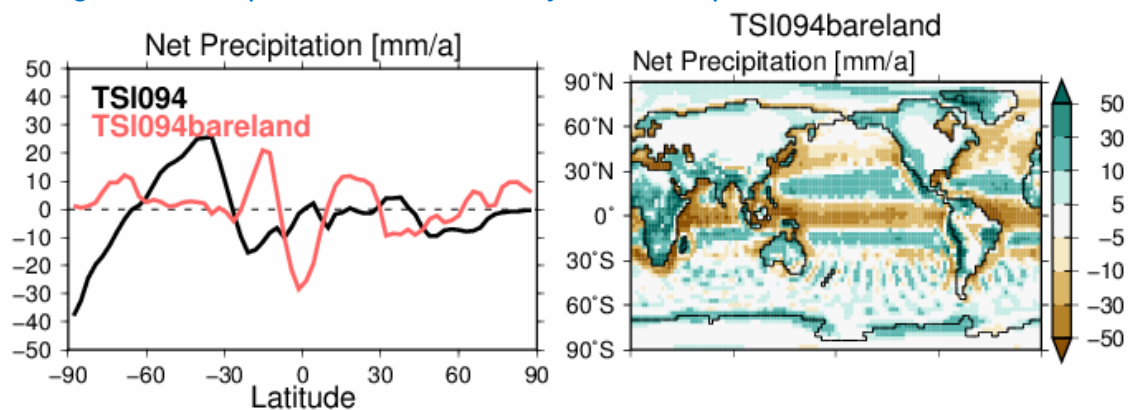 Net Precipitation [mm/a]
50
40
30
20
10
0
−10
−20
−30
−40
−50
TSI094
TSI094bareland
−90 −60 −30 0 30 60 90
Latitude
TSI094bareland
Net Precipitation [mm/a]
90˚N
60˚N
30˚N
0˚
30˚S
60˚S
90˚S
50
30
10
5
−5
−10
−30
−50